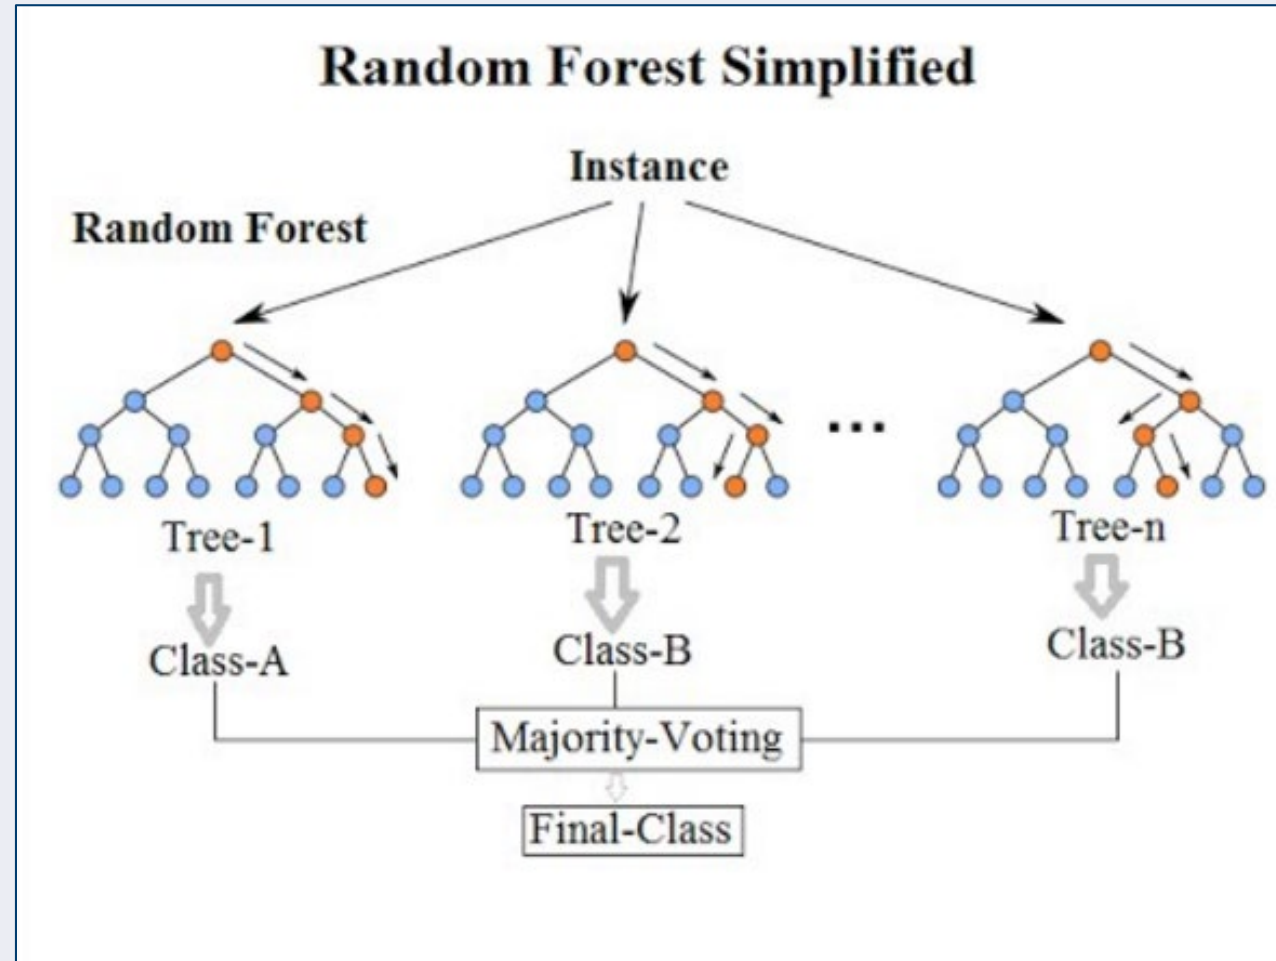 Random Forest Simplified
Instance
Random Forest
...
Tree-1
Tree-2
Tree-n
Class-A
Class-B
Class-B
Majority-Voting
Final-Class